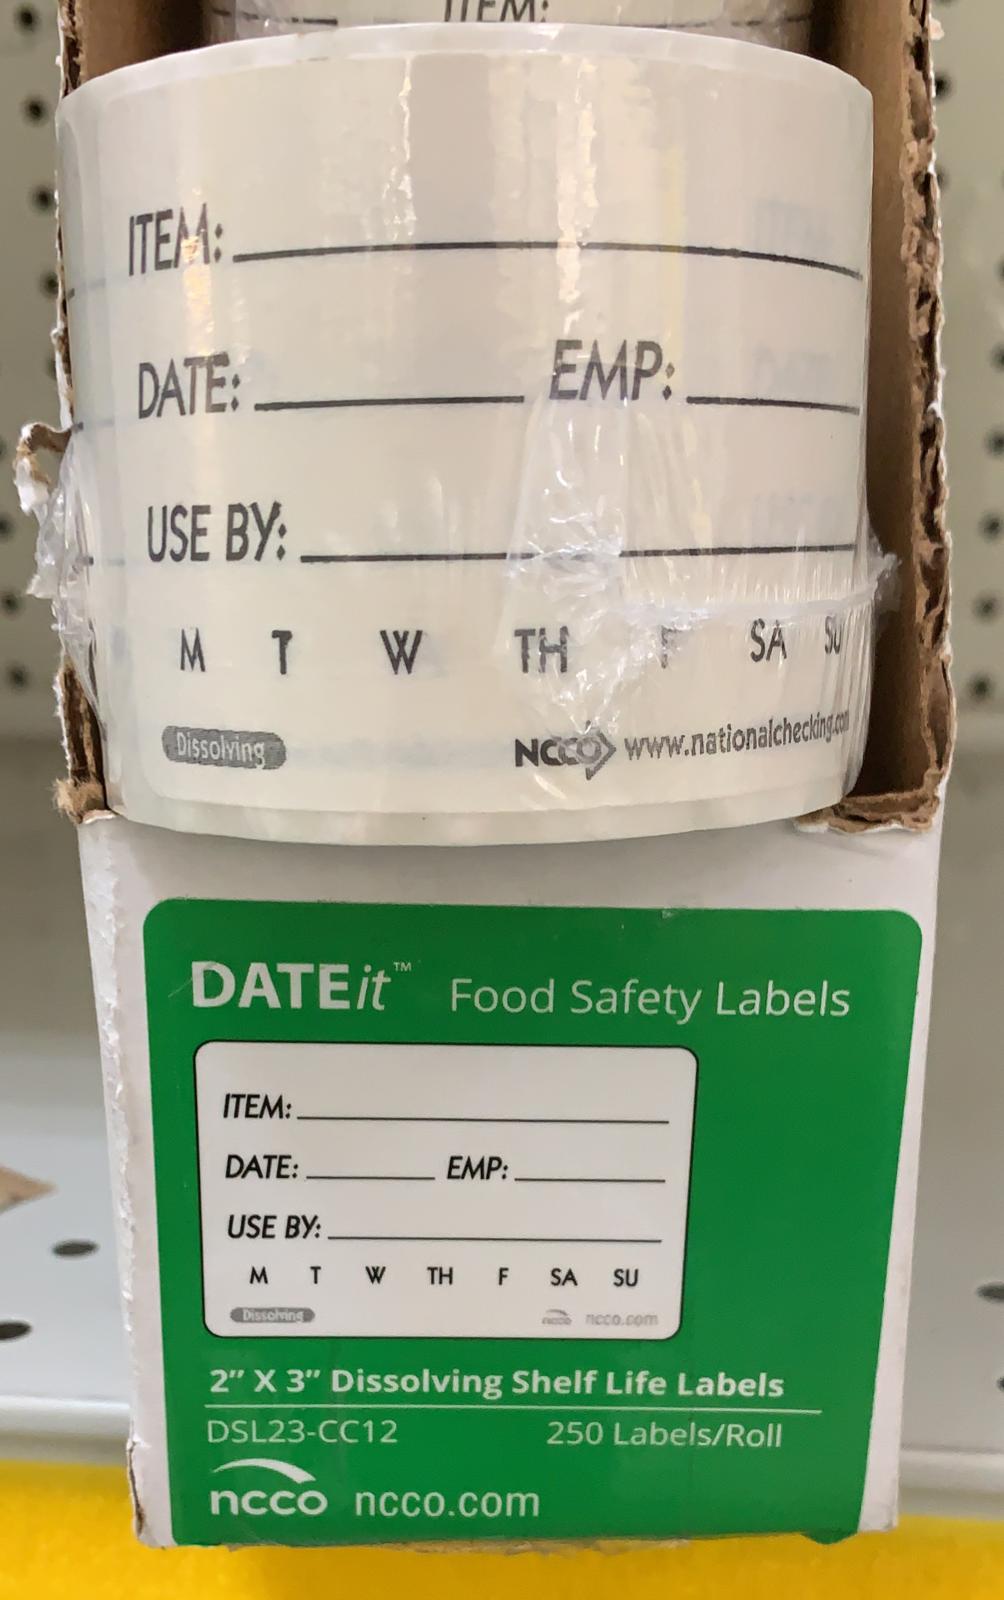 ITEM:
ITEM:
DATE: EMP:
USE BY:
M T W TH F SA SU
Dissolving NCCO www.nationalchecking.com
DATEit™ Food Safety Labels
ITEM:
DATE: EMP:
USE BY:
M T W TH F SA SU
Dissolving ncco ncco.com
2" X 3" Dissolving Shelf Life Labels
DSL23-CC12 250 Labels/Roll
ncco ncco.com